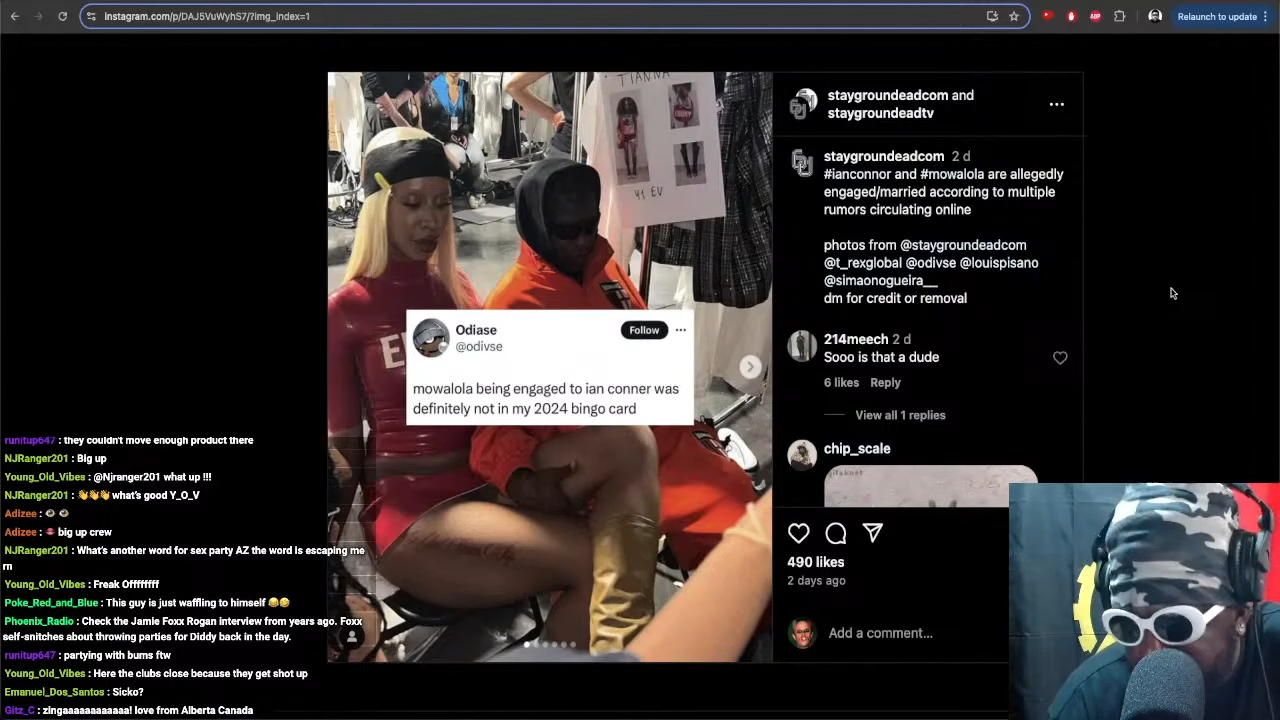 instagram.com/p/DAJ5VuWyhS7/?img_index=1
Relaunch to update
TIANNA
staygroundeadcom and
staygroundeadtv
staygroundeadcom 2 d
#ianconnor and #mowalola are allegedly
engaged/married according to multiple
rumors circulating online
photos from @staygroundeadcom
@t_rexglobal @odivse @louispisano
@simaonogueira__
dm for credit or removal
Odiase
@odivse
Follow
mowalola being engaged to ian conner was
definitely not in my 2024 bingo card
214meech 2 d
Sooo is that a dude
6 likes Reply
View all 1 replies
chip_scale
490 likes
2 days ago
Add a comment...
runitup647 : they couldn't move enough product there
NJRanger201 : Big up
Young_Old_Vibes : @Njranger201 what up !!!
NJRanger201 : 👋👋👋 what's good Y_O_V
Adizee : 👁️ 👁️
Adizee : 🫦 big up crew
NJRanger201 : What's another word for sex party AZ the word is escaping me
rn
Young_Old_Vibes : Freak Offfffffff
Poke_Red_and_Blue : This guy is just waffling to himself 😂🤣
Phoenix_Radio : Check the Jamie Foxx Rogan interview from years ago. Foxx
self-snitches about throwing parties for Diddy back in the day.
runitup647 : partying with bums ftw
Young_Old_Vibes : Here the clubs close because they get shot up
Emanuel_Dos_Santos : Sicko?
Gitz_C : zingaaaaaaaaaaa! love from Alberta Canada